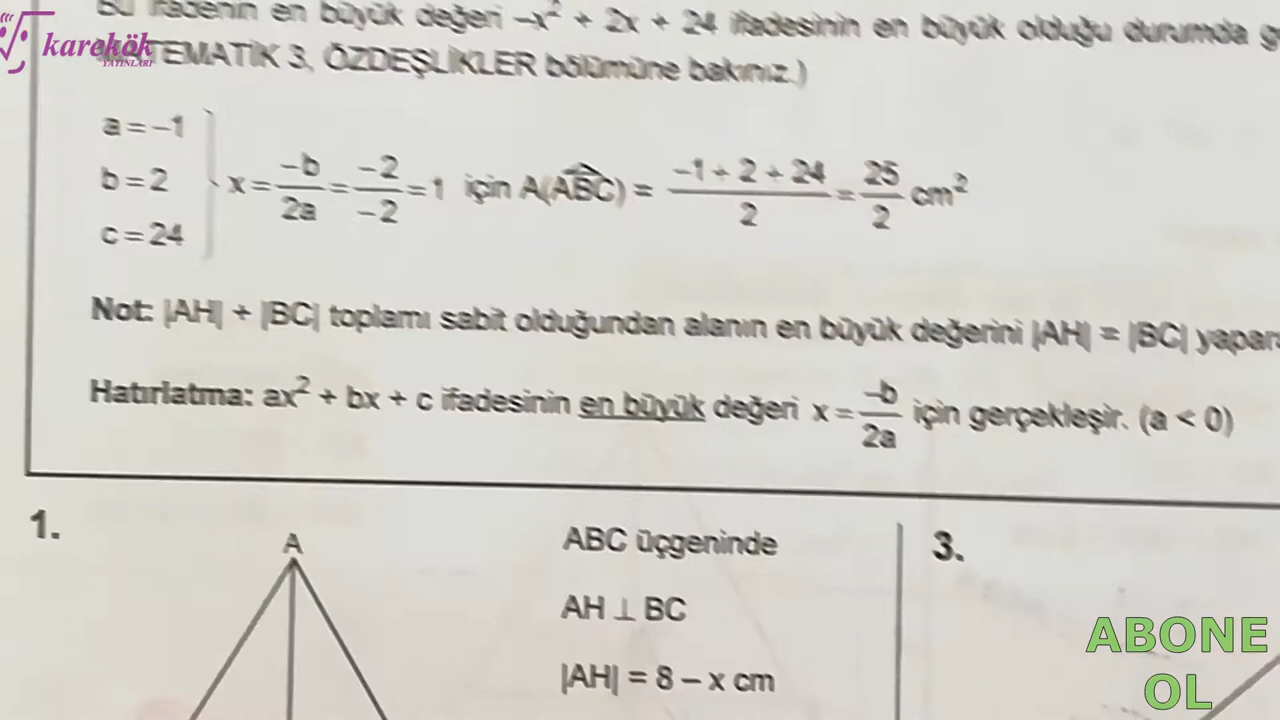 Bu ifadenin en büyük değeri –x² + 2x + 24 ifadesinin en büyük olduğu durumda
karekök
YAYINLARI
MATEMATİK 3, ÖZDEŞLİKLER bölümüne bakınız.)
a = –1
b = 2
c = 24
x = –b/2a = –2/–2 = 1 için A(ABC) = –1 + 2 + 24/2 = 25/2 cm²
Not: |AH| + |BC| toplamı sabit olduğundan alanın en büyük değerini |AH| = |BC| yapar
Hatırlatma: ax² + bx + c ifadesinin en büyük değeri x = –b/2a için gerçekleşir. (a < 0)
1.
A
ABC üçgeninde
AH ⊥ BC
|AH| = 8 – x cm
3.
ABONE
OL